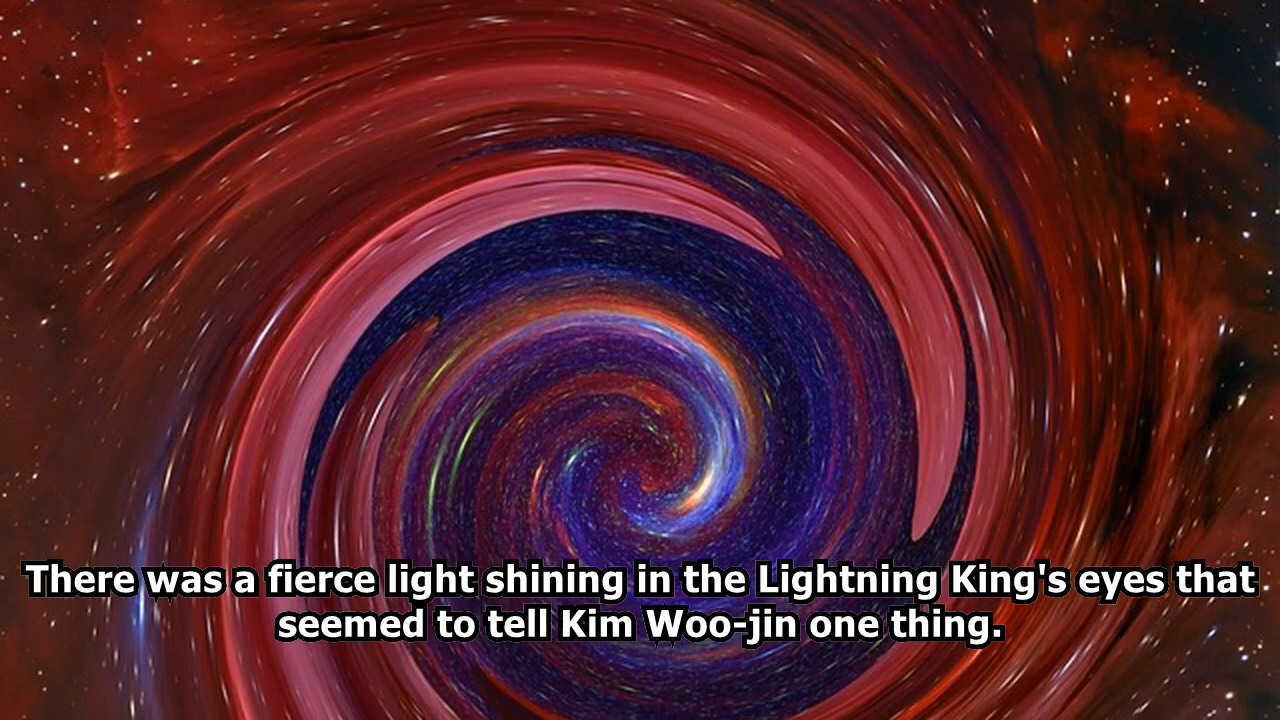 There was a fierce light shining in the Lightning King's eyes that
seemed to tell Kim Woo-jin one thing.